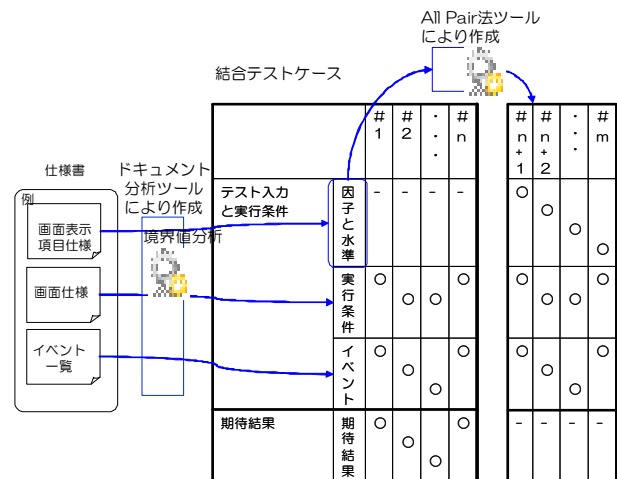 All Pair法ツール
により作成
結合テストケース
#1
#2
・・・
#n
#n+1
#n+2
・・・
#m
仕様書
ドキュメント
分析ツール
により作成
例
画面表示
項目仕様
画面仕様
イベント
一覧
境界値分析
テスト入力
と実行条件
因子と水準
- - - -
○
○
○
○
実行条件
○ ○ ○ ○ ○ ○ ○ ○
イベント
○ ○ ○ ○ ○ ○ ○ ○
期待結果
期待結果
○ ○ ○ ○ - - - -